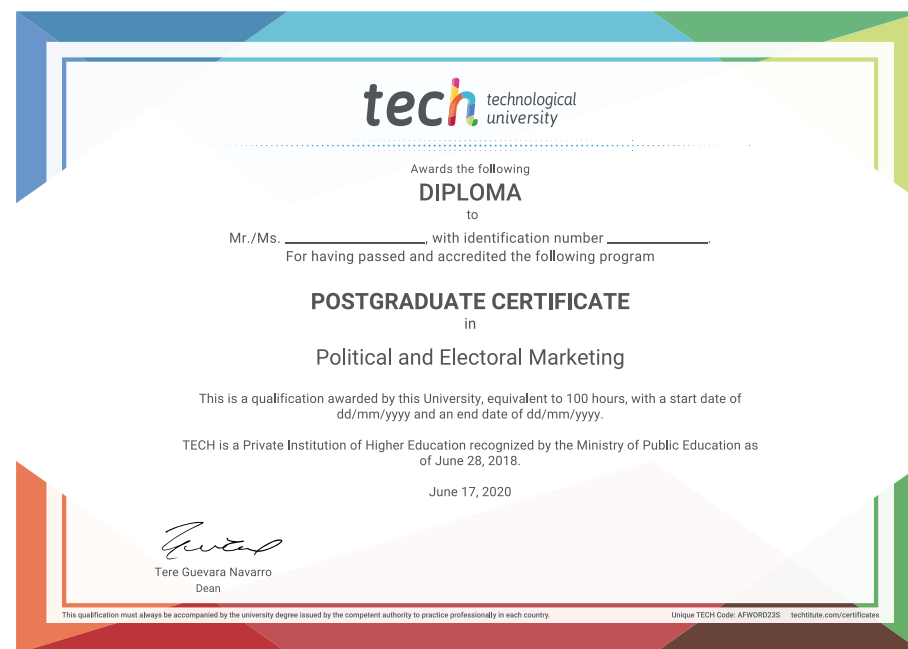 tech technological
university
Awards the following
DIPLOMA
to
Mr./Ms. ____________________, with identification number ______________.
For having passed and accredited the following program
POSTGRADUATE CERTIFICATE
in
Political and Electoral Marketing
This is a qualification awarded by this University, equivalent to 100 hours, with a start date of
dd/mm/yyyy and an end date of dd/mm/yyyy.
TECH is a Private Institution of Higher Education recognized by the Ministry of Public Education as
of June 28, 2018.
June 17, 2020
Tere Guevara Navarro
Dean
This qualification must always be accompanied by the university degree issued by the competent authority to practice professionally in each country. Unique TECH Code: AFWORD23S techtitute.com/certificates